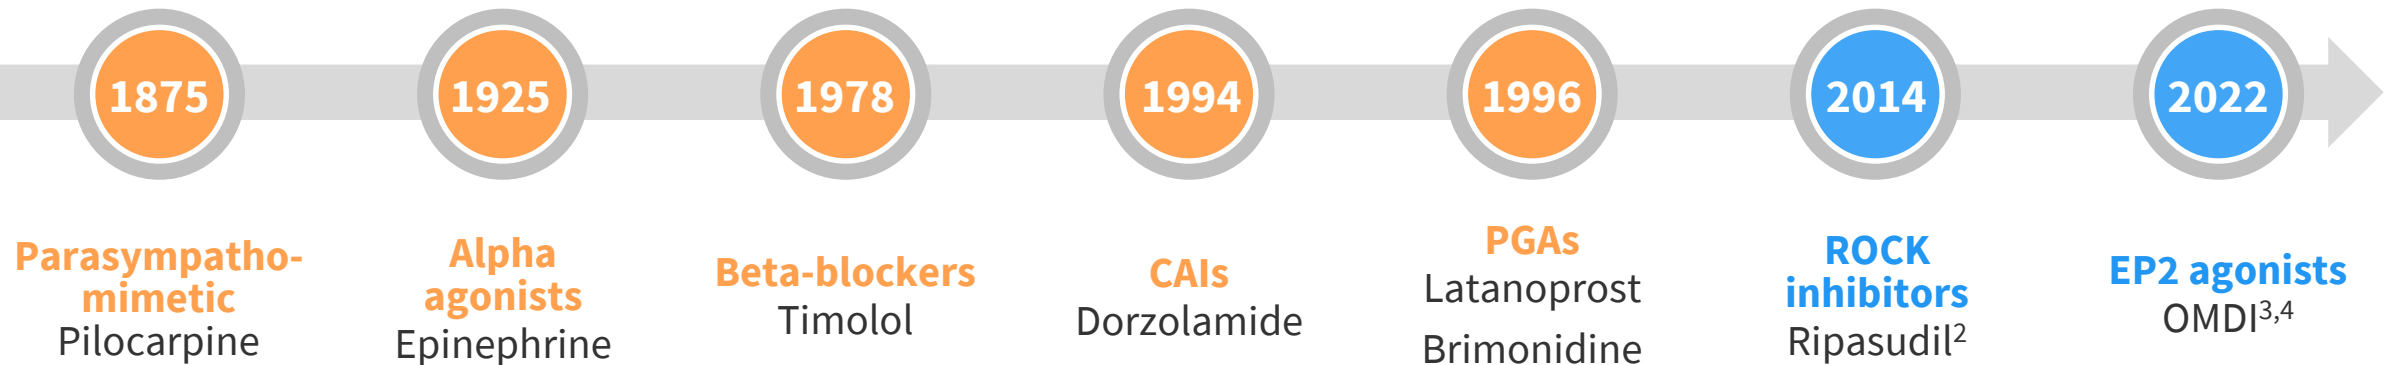 1875
1925
1978
1994
1996
2014
2022
Parasympatho-
mimetic
Pilocarpine
Alpha
agonists
Epinephrine
Beta-blockers
Timolol
CAIs
Dorzolamide
PGAs
Latanoprost
Brimonidine
ROCK
inhibitors
Ripasudil²
EP2 agonists
OMDI³,⁴